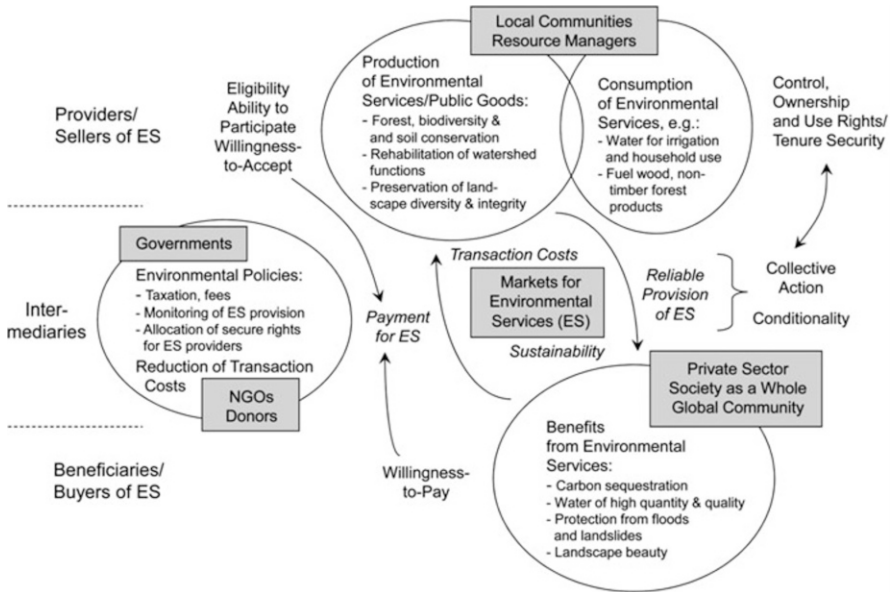 Local Communities
Resource Managers
Providers/
Sellers of ES
Eligibility
Ability to
Participate
Willingness-
to-Accept
Production
of Environmental
Services/Public Goods:
- Forest, biodiversity &
and soil conservation
- Rehabilitation of watershed
functions
- Preservation of land-
scape diversity & integrity
Consumption
of Environmental
Services, e.g.:
- Water for irrigation
and household use
- Fuel wood, non-
timber forest
products
Control,
Ownership
and Use Rights/
Tenure Security
Inter-
mediaries
Governments
Environmental Policies:
- Taxation, fees
- Monitoring of ES provision
- Allocation of secure rights
for ES providers
Reduction of Transaction
Costs
NGOs
Donors
Payment
for ES
Transaction Costs
Markets for
Environmental
Services (ES)
Sustainability
Reliable
Provision
of ES
Collective
Action
Conditionality
Private Sector
Society as a Whole
Global Community
Beneficiaries/
Buyers of ES
Willingness-
to-Pay
Benefits
from Environmental
Services:
- Carbon sequestration
- Water of high quantity & quality
- Protection from floods
and landslides
- Landscape beauty